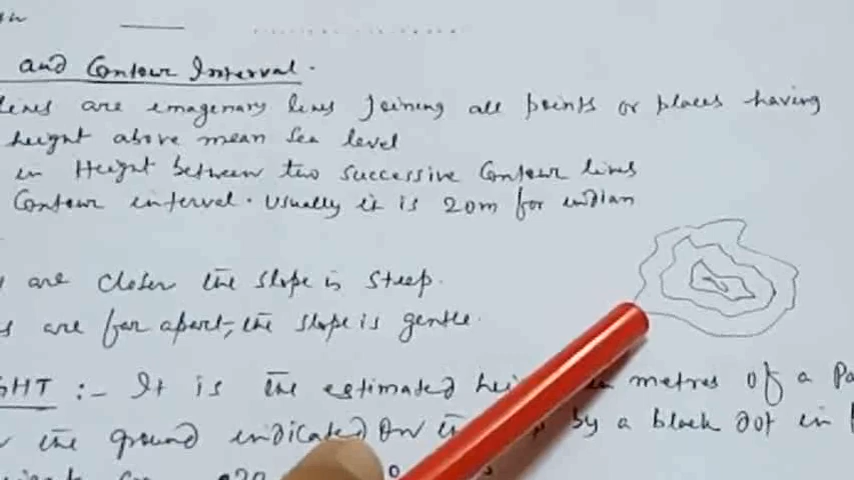 and Contour Interval.
lines are emagenary lines joining all points or places having
height above mean sea level
in Height between two successive Contour lines
Contour interval. Usually it is 20m for indian
are closer the slope is steep.
are far apart, the slope is gentle.
GHT :- It is the estimated in metres of a
the ground indicated on by a black dot in